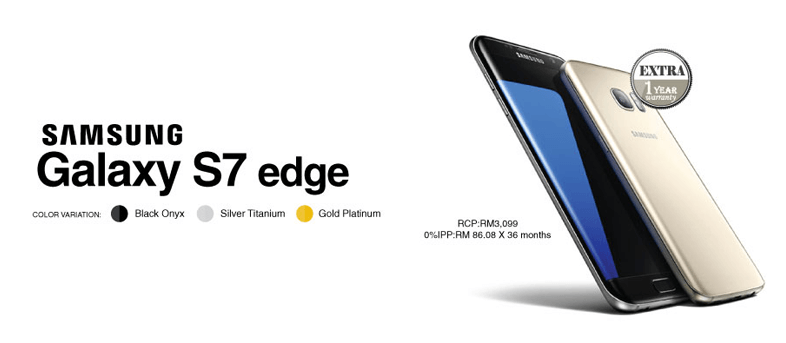 SAMSUNG
Galaxy S7 edge
COLOR VARIATION: Black Onyx Silver Titanium Gold Platinum
RCP:RM3,099
0%IPP:RM 86.08 X 36 months
SAMSUNG
EXTRA
1 YEAR
warranty
SAMSUNG